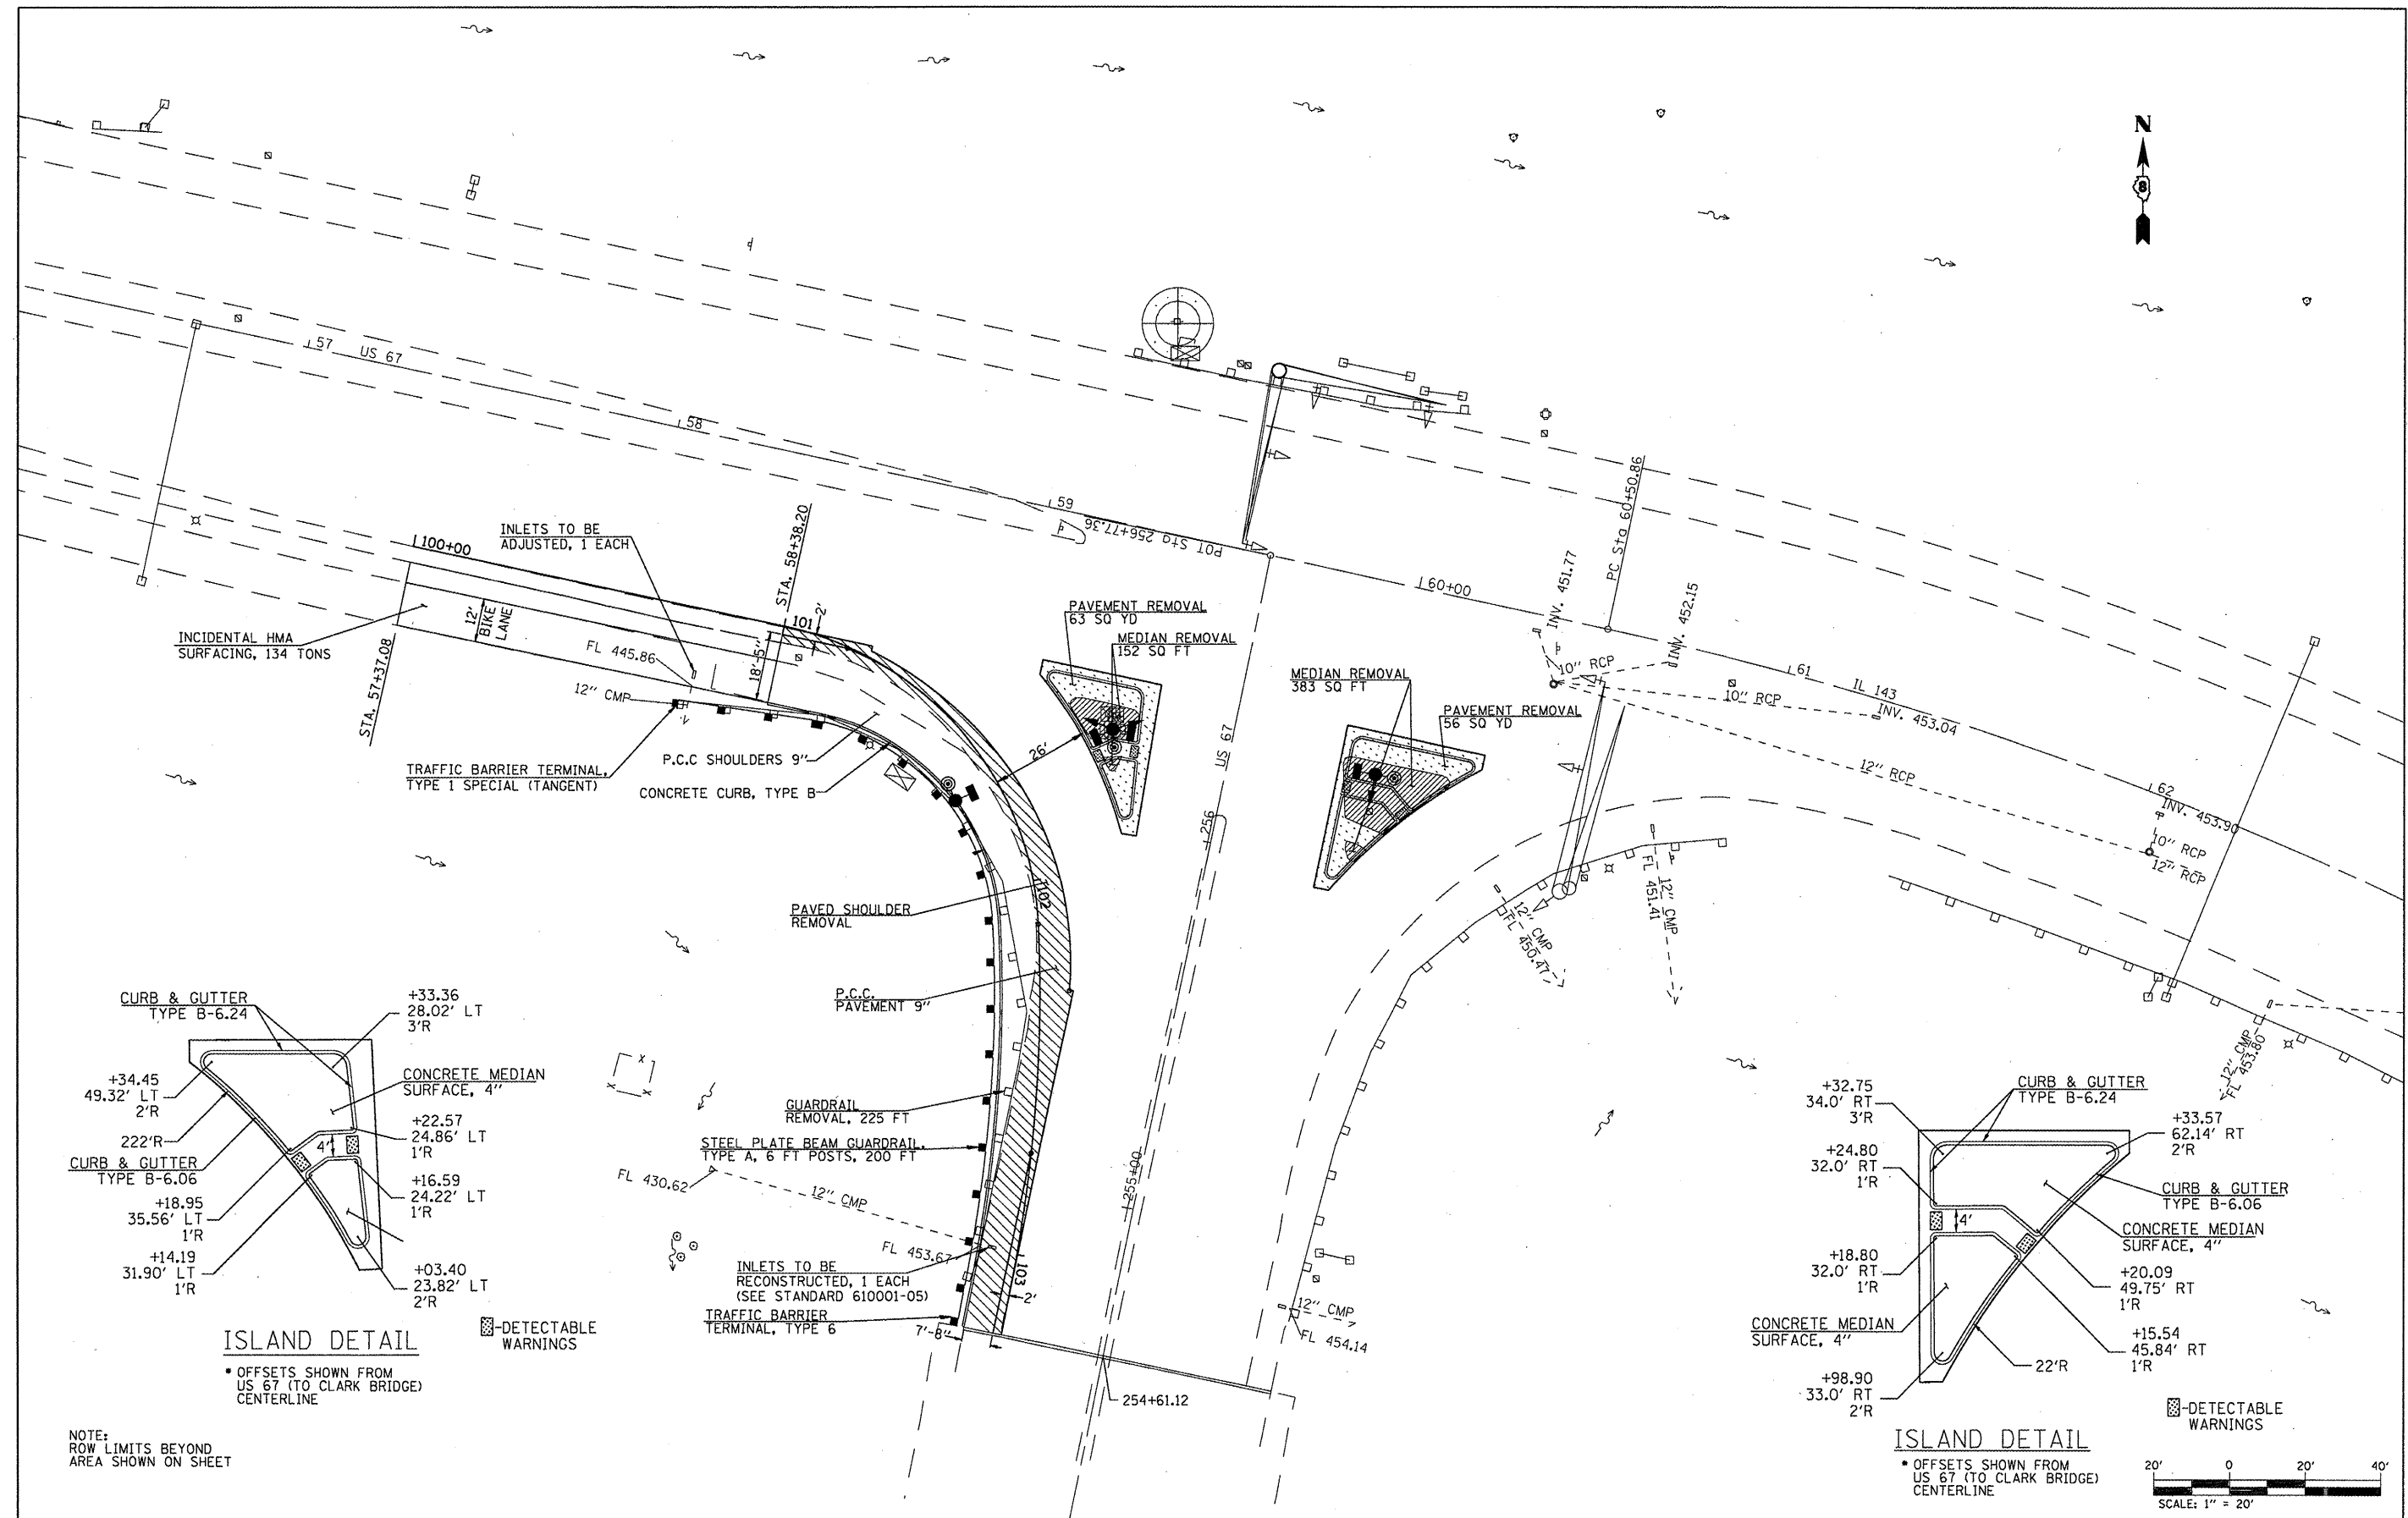 N
8
57
US 67
58
59
POT Sta 256+77.36
60+00
PC Sta 60+50.86
INV. 451.77
INV. 452.15
10" RCP
10" RCP
INV. 453.04
61
IL 143
12" RCP
62
INV. 453.90
10" RCP
12" RCP
INLETS TO BE
ADJUSTED, 1 EACH
100+00
STA. 58+38.20
101
2'
18'-5"
12'
BIKE
LANE
INCIDENTAL HMA
SURFACING, 134 TONS
STA. 57+37.08
FL 445.86
12" CMP
TRAFFIC BARRIER TERMINAL,
TYPE 1 SPECIAL (TANGENT)
P.C.C SHOULDERS 9"
CONCRETE CURB, TYPE B
26'
PAVEMENT REMOVAL
63 SQ YD
MEDIAN REMOVAL
152 SQ FT
MEDIAN REMOVAL
383 SQ FT
PAVEMENT REMOVAL
56 SQ YD
US 67
256
102
PAVED SHOULDER
REMOVAL
P.C.C.
PAVEMENT 9"
12" CMP
FL 450.47
12" CMP
FL 451.41
12" CMP
FL 453.80
GUARDRAIL
REMOVAL, 225 FT
STEEL PLATE BEAM GUARDRAIL,
TYPE A, 6 FT POSTS, 200 FT
FL 430.62
12" CMP
FL 453.67
255+00
103
2'
INLETS TO BE
RECONSTRUCTED, 1 EACH
(SEE STANDARD 610001-05)
TRAFFIC BARRIER
TERMINAL, TYPE 6
7'-8"
254+61.12
12" CMP
FL 454.14
CURB & GUTTER
TYPE B-6.24
+33.36
28.02' LT
3'R
+34.45
49.32' LT
2'R
CONCRETE MEDIAN
SURFACE, 4"
222'R
+22.57
24.86' LT
1'R
4'
CURB & GUTTER
TYPE B-6.06
+16.59
24.22' LT
1'R
+18.95
35.56' LT
1'R
+14.19
31.90' LT
1'R
+03.40
23.82' LT
2'R
ISLAND DETAIL
-DETECTABLE
WARNINGS
* OFFSETS SHOWN FROM
US 67 (TO CLARK BRIDGE)
CENTERLINE
NOTE:
ROW LIMITS BEYOND
AREA SHOWN ON SHEET
+32.75
34.0' RT
3'R
CURB & GUTTER
TYPE B-6.24
+33.57
62.14' RT
2'R
+24.80
32.0' RT
1'R
CURB & GUTTER
TYPE B-6.06
4'
CONCRETE MEDIAN
SURFACE, 4"
+18.80
32.0' RT
1'R
+20.09
49.75' RT
1'R
CONCRETE MEDIAN
SURFACE, 4"
+15.54
45.84' RT
1'R
22'R
+98.90
33.0' RT
2'R
-DETECTABLE
WARNINGS
ISLAND DETAIL
* OFFSETS SHOWN FROM
US 67 (TO CLARK BRIDGE)
CENTERLINE
20' 0 20' 40'
SCALE: 1" = 20'